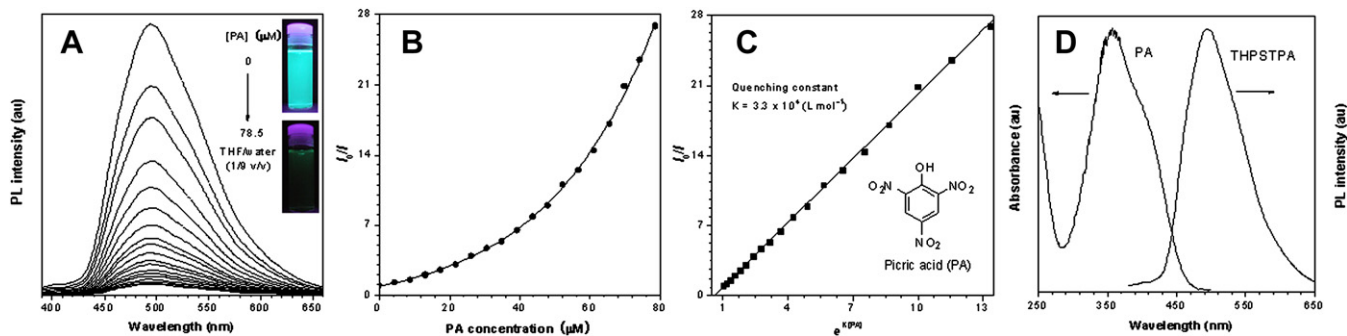 A
[PA] (μM)
0
78.5
THF/water
(1/9 v/v)
PL intensity (au)
400 450 500 550 600 650
Wavelength (nm)
B
I₀/I
28
21
14
7
0
0 20 40 60 80
PA concentration (μM)
C
Quenching constant
K = 3.3 x 10⁴ (L mol⁻¹)
OH
O₂N NO₂
NO₂
Picric acid (PA)
I₀/I
28
21
14
7
0
1 4 7 10 13
e^K[PA]
D
PA THPSTPA
Absorbance (au)
PL intensity (au)
250 350 450 550 650
Wavelength (nm)